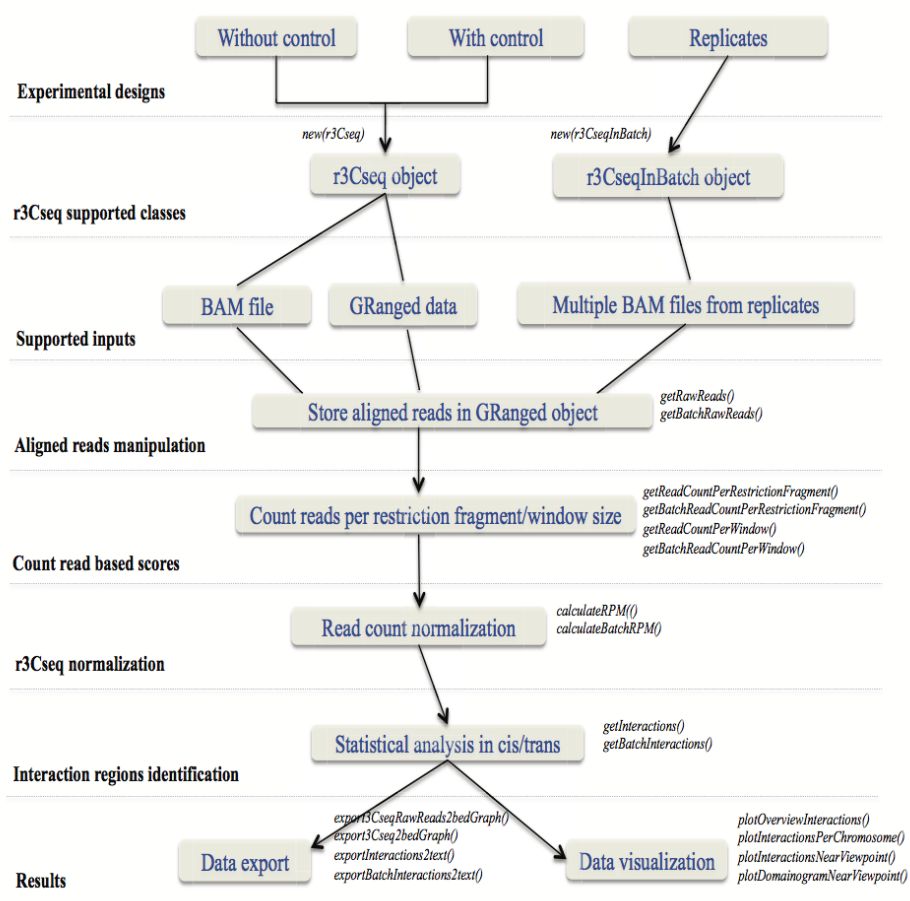 Without control
With control
Replicates
Experimental designs
new(r3Cseq)
new(r3CseqInBatch)
r3Cseq object
r3CseqInBatch object
r3Cseq supported classes
BAM file
GRanged data
Multiple BAM files from replicates
Supported inputs
Store aligned reads in GRanged object
getRawReads()
getBatchRawReads()
Aligned reads manipulation
Count reads per restriction fragment/window size
getReadCountPerRestrictionFragment()
getBatchReadCountPerRestrictionFragment()
getReadCountPerWindow()
getBatchReadCountPerWindow()
Count read based scores
Read count normalization
calculateRPM(()
calculateBatchRPM()
r3Cseq normalization
Statistical analysis in cis/trans
getInteractions()
getBatchInteractions()
Interaction regions identification
Data export
export3CseqRawReads2bedGraph()
export3Cseq2bedGraph()
exportInteractions2text()
exportBatchInteractions2text()
Data visualization
plotOverviewInteractions()
plotInteractionsPerChromosome()
plotInteractionsNearViewpoint()
plotDomainogramNearViewpoint()
Results